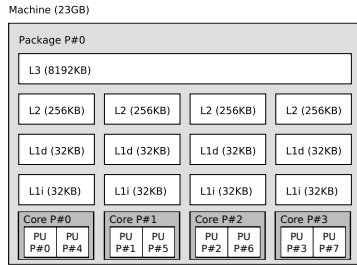 Machine (23GB)
Package P#0
L3 (8192KB)
L2 (256KB) L2 (256KB) L2 (256KB) L2 (256KB)
L1d (32KB) L1d (32KB) L1d (32KB) L1d (32KB)
L1i (32KB) L1i (32KB) L1i (32KB) L1i (32KB)
Core P#0 Core P#1 Core P#2 Core P#3
PU PU PU PU PU PU PU PU
P#0 P#4 P#1 P#5 P#2 P#6 P#3 P#7